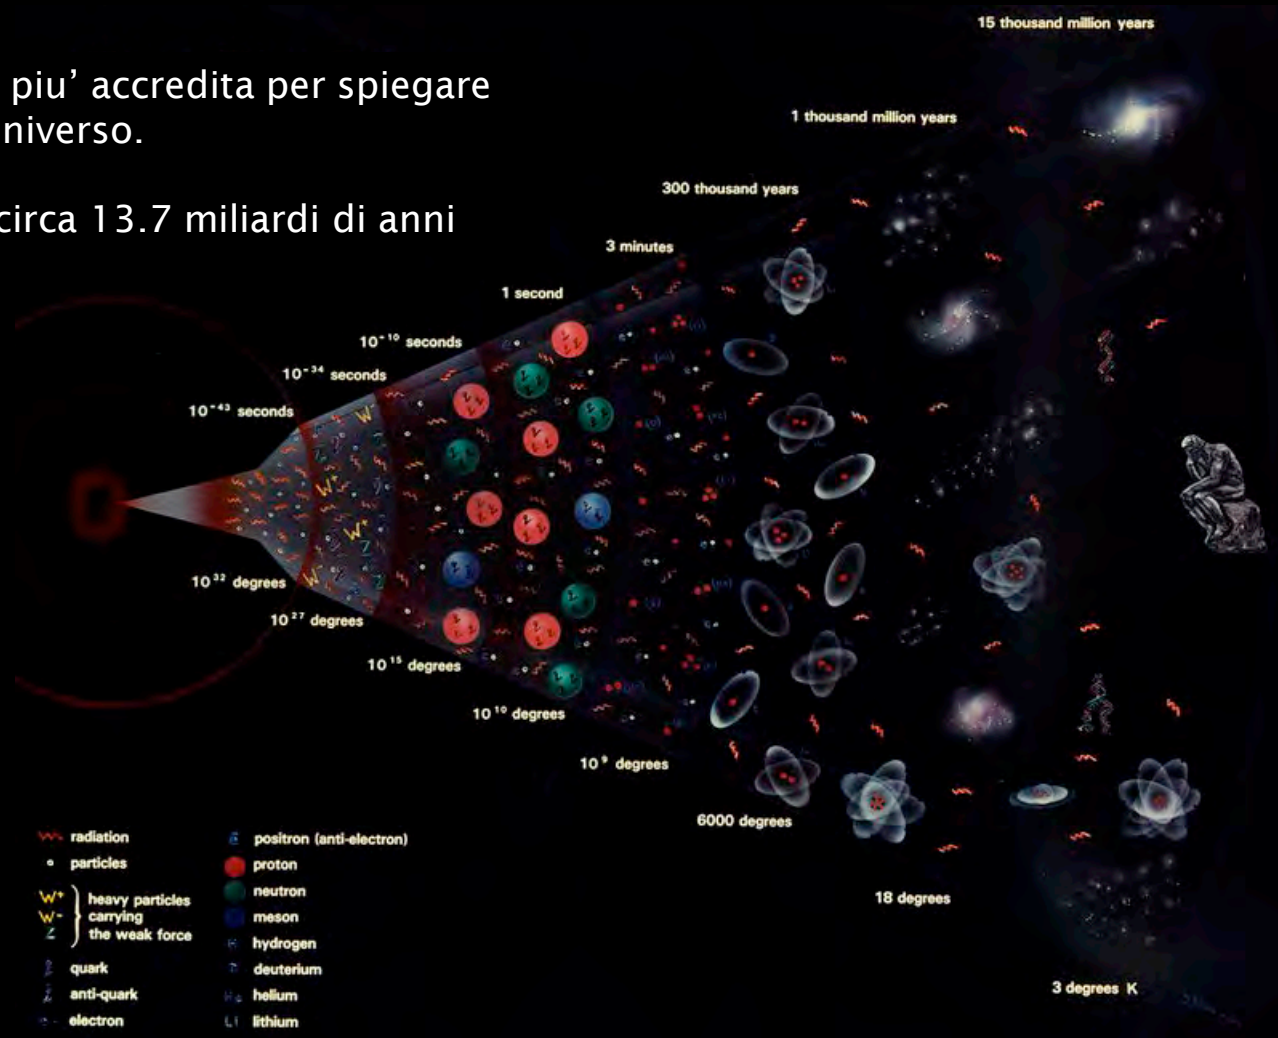 piu' accredita per spiegare
niverso.
circa 13.7 miliardi di anni
15 thousand million years
1 thousand million years
300 thousand years
3 minutes
1 second
10⁻¹⁰ seconds
10⁻³⁴ seconds
10⁻⁴³ seconds
10³² degrees
10²⁷ degrees
10¹⁵ degrees
10¹⁰ degrees
10⁹ degrees
6000 degrees
18 degrees
3 degrees K
radiation
particles
W⁺
W⁻
Z
heavy particles
carrying
the weak force
quark
anti-quark
electron
positron (anti-electron)
proton
neutron
meson
hydrogen
deuterium
helium
Li lithium
W⁻
W⁺
W⁺
Z
W⁻
Z